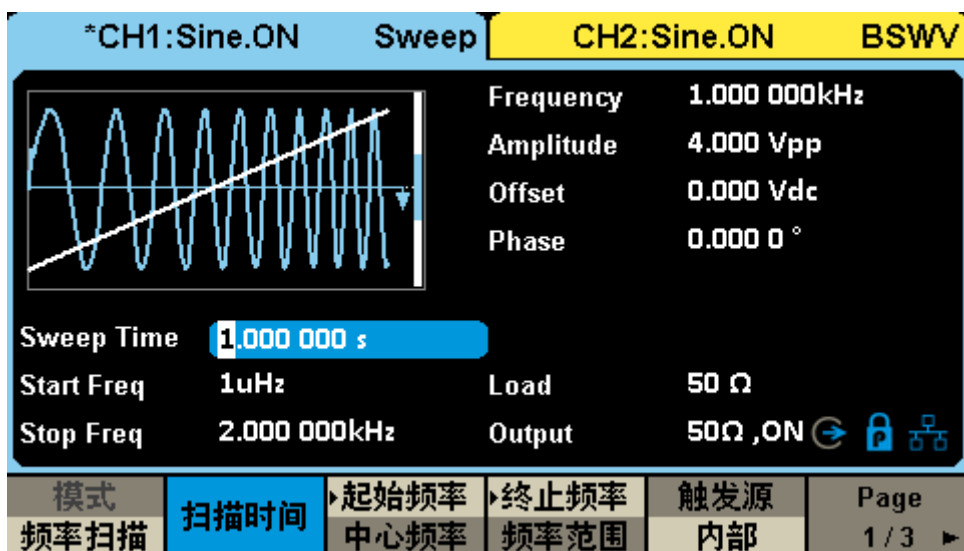 *CH1:Sine.ON Sweep CH2:Sine.ON BSWV
Frequency 1.000 000kHz
Amplitude 4.000 Vpp
Offset 0.000 Vdc
Phase 0.000 0 °
Sweep Time 1.000 000 s
Start Freq 1uHz Load 50 Ω
Stop Freq 2.000 000kHz Output 50Ω ,ON P
模式 扫描时间 起始频率 终止频率 触发源 Page
频率扫描 中心频率 频率范围 内部 1/3